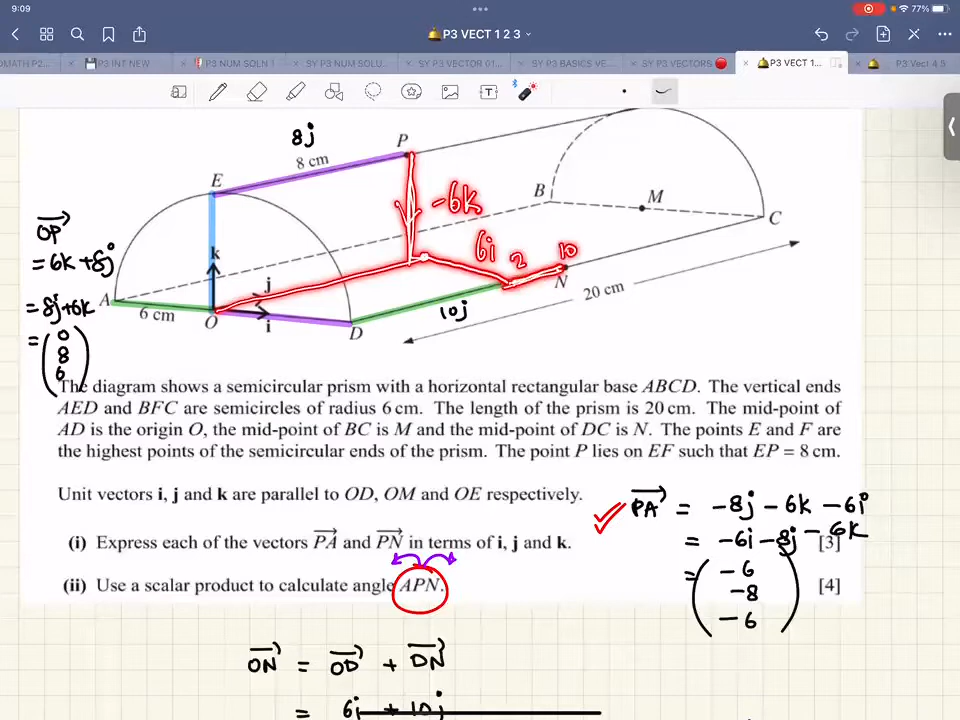 9:09
77%
P3 VECT 1 2 3
OMATH P2...
P3 INT NEW
P3 NUM SQLN 1
SY P3 NUM SOLU...
SY P3 VECTOR 01...
SY P3 BASICS VE...
SY P3 VECTORS
P3 VECT 1...
P3 Vect 4 5
8j
8 cm
P
E
-6k
B
M
C
OP
= 6k + 8j
k
6i
2
10
= 8j + 6k
A
j
N
20 cm
6 cm
O
i
10j
D
= ( 0
8
6 )
The diagram shows a semicircular prism with a horizontal rectangular base ABCD. The vertical ends
AED and BFC are semicircles of radius 6 cm. The length of the prism is 20 cm. The mid-point of
AD is the origin O, the mid-point of BC is M and the mid-point of DC is N. The points E and F are
the highest points of the semicircular ends of the prism. The point P lies on EF such that EP = 8 cm.
Unit vectors i, j and k are parallel to OD, OM and OE respectively.
PA = -8j - 6k - 6i
(i) Express each of the vectors PA and PN in terms of i, j and k. [3]
= -6i - 8j - 6k
(ii) Use a scalar product to calculate angle APN. [4]
= ( -6
-8
-6 )
ON = OD + DN
= 6i + 10j